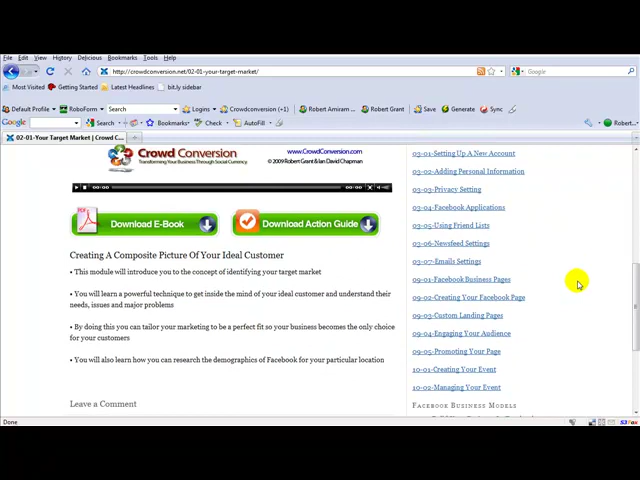 File Edit View History Delicious Bookmarks Tools Help
http://crowdconversion.net/02-01-your-target-market/
Google
Most Visited Getting Started Latest Headlines bit.ly sidebar
Default Profile RoboForm Search Logins Crowdconversion (+1) Robert Amiram ... Robert Grant Save Generate Sync
Google Search Bookmarks Check AutoFill Robert...
02-01-Your Target Market | Crowd C...
Crowd Conversion
Transforming Your Business Through Social Currency
www.CrowdConversion.com
© 2009 Robert Grant & Ian David Chapman
00:00 00:00
PDF
Download E-Book
Download Action Guide
Creating A Composite Picture Of Your Ideal Customer
• This module will introduce you to the concept of identifying your target market
• You will learn a powerful technique to get inside the mind of your ideal customer and understand their
needs, issues and major problems
• By doing this you can tailor your marketing to be a perfect fit so your business becomes the only choice
for your customers
• You will also learn how you can research the demographics of Facebook for your particular location
Leave a Comment
03-01-Setting Up A New Account
03-02-Adding Personal Information
03-03-Privacy Setting
03-04-Facebook Applications
03-05-Using Friend Lists
03-06-Newsfeed Settings
03-07-Emails Settings
09-01-Facebook Business Pages
09-02-Creating Your Facebook Page
09-03-Custom Landing Pages
09-04-Engaging Your Audience
09-05-Promoting Your Page
10-01-Creating Your Event
10-02-Managing Your Event
Facebook Business Models
Done